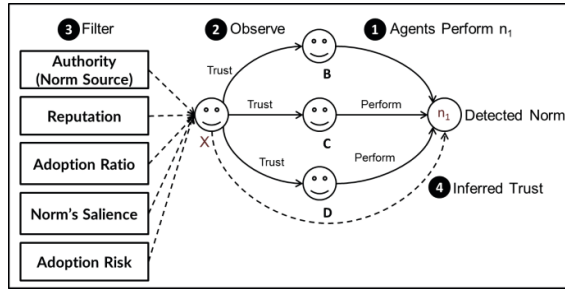 3 Filter
2 Observe
1 Agents Perform n1
Authority
(Norm Source)
Reputation
Adoption Ratio
Norm's Salience
Adoption Risk
X
Trust
Trust
Trust
B
C
D
Perform
Perform
n1
Detected Norm
4 Inferred Trust